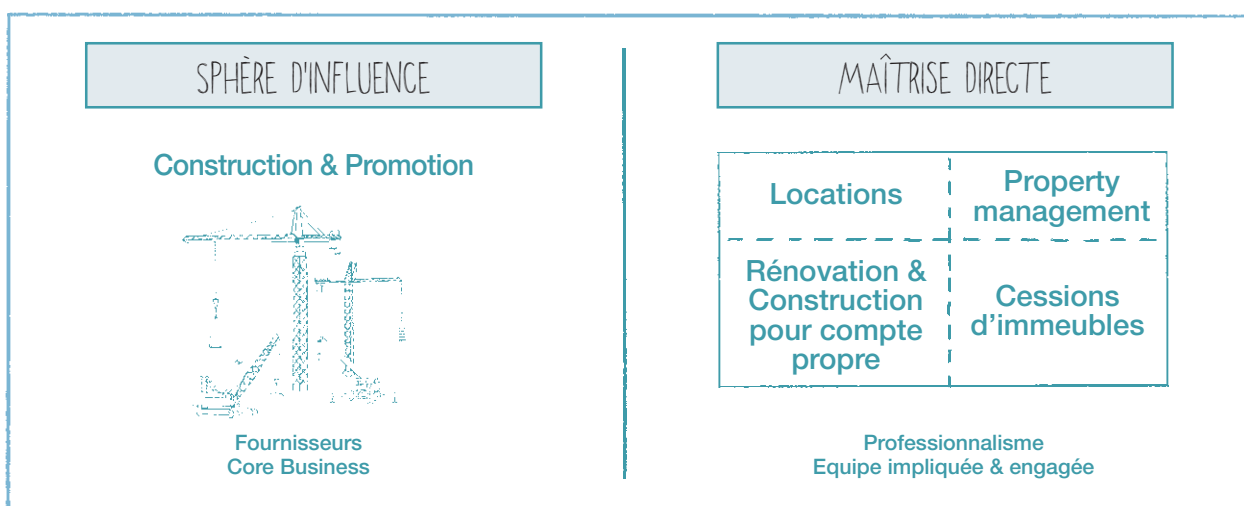 SPHÈRE D'INFLUENCE
Construction & Promotion
Fournisseurs
Core Business
MAÎTRISE DIRECTE
Locations
Property
management
Rénovation &
Construction
pour compte
propre
Cessions
d’immeubles
Professionnalisme
Equipe impliquée & engagée